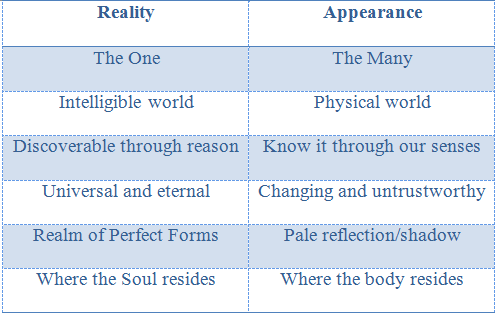 Reality Appearance
The One The Many
Intelligible world Physical world
Discoverable through reason Know it through our senses
Universal and eternal Changing and untrustworthy
Realm of Perfect Forms Pale reflection/shadow
Where the Soul resides Where the body resides